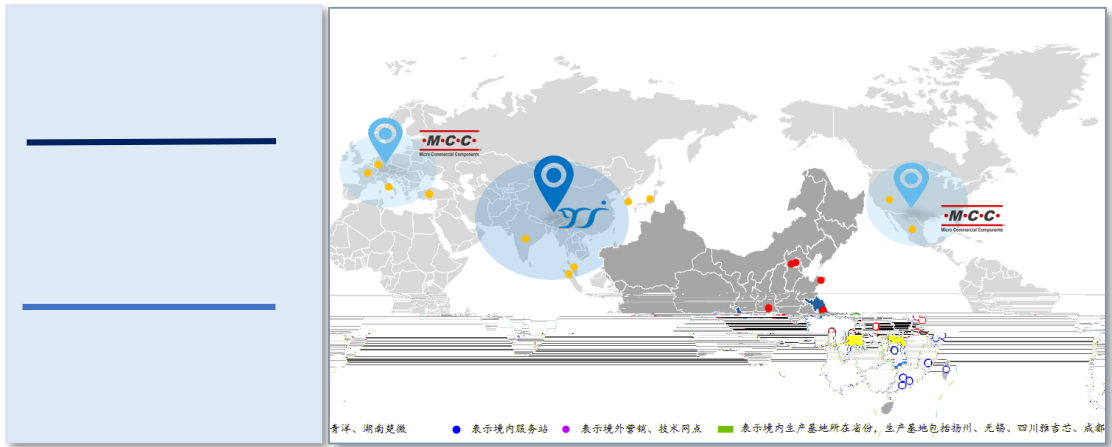 ·M·C·C·
Micro Commercial Components
YSj
·M·C·C·
Micro Commercial Components
青洋、湖南楚微 表示境内服务站 表示境外营销、技术网点 表示境内生产基地所在省份，生产基地包括扬州、无锡、四川雅吉芯、成都